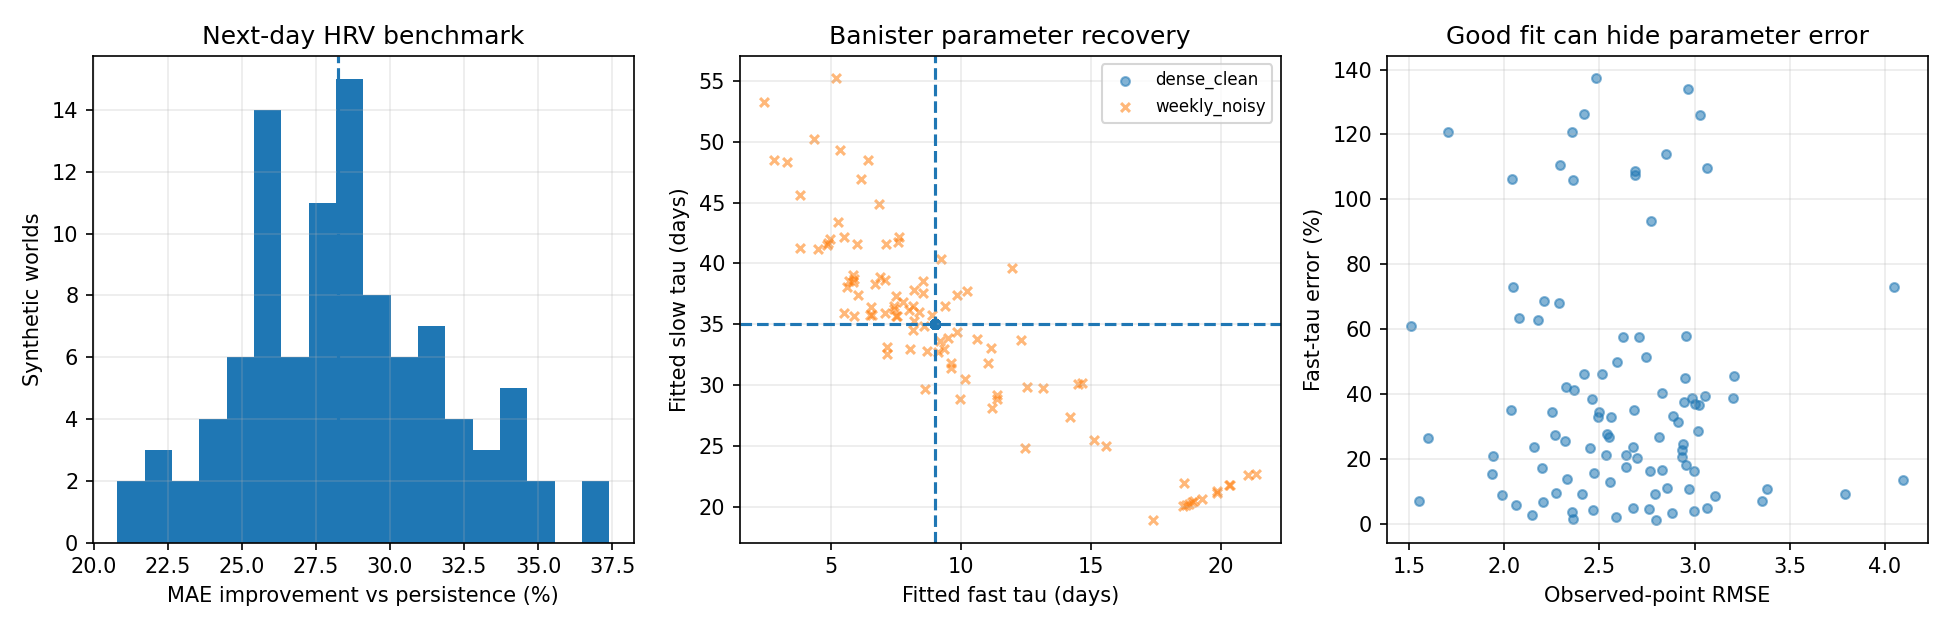 Next-day HRV benchmark
Synthetic worlds
14
12
10
8
6
4
2
0
20.0 22.5 25.0 27.5 30.0 32.5 35.0 37.5
MAE improvement vs persistence (%)
Banister parameter recovery
dense_clean
weekly_noisy
Fitted slow tau (days)
55
50
45
40
35
30
25
20
5 10 15 20
Fitted fast tau (days)
Good fit can hide parameter error
Fast-tau error (%)
140
120
100
80
60
40
20
0
1.5 2.0 2.5 3.0 3.5 4.0
Observed-point RMSE